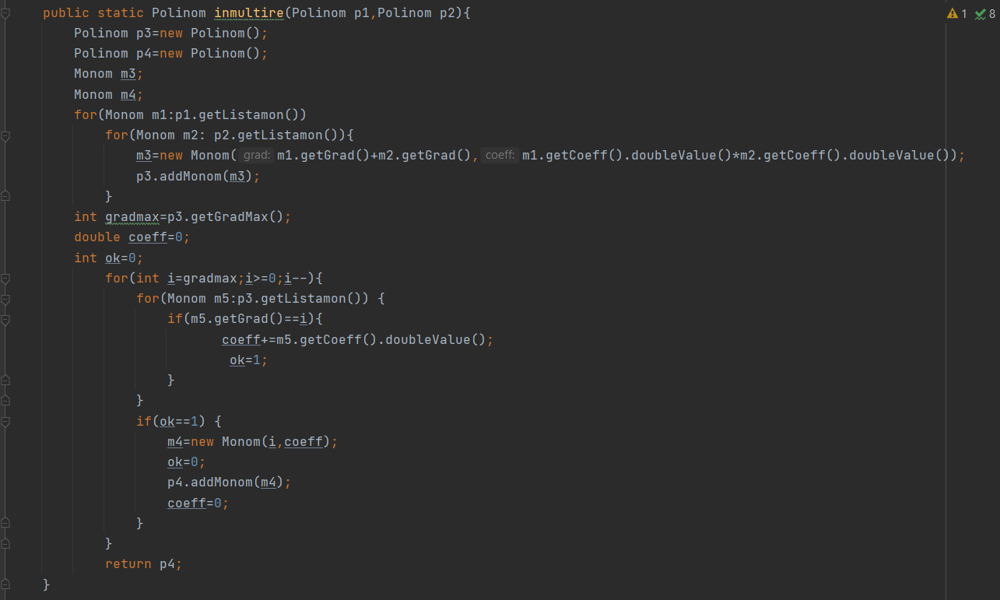 public static Polinom inmultire(Polinom p1,Polinom p2){
1 8
Polinom p3=new Polinom();
Polinom p4=new Polinom();
Monom m3;
Monom m4;
for(Monom m1:p1.getListamon())
for(Monom m2: p2.getListamon()){
m3=new Monom( grad: m1.getGrad()+m2.getGrad(), coeff: m1.getCoeff().doubleValue()*m2.getCoeff().doubleValue());
p3.addMonom(m3);
}
int gradmax=p3.getGradMax();
double coeff=0;
int ok=0;
for(int i=gradmax;i>=0;i--){
for(Monom m5:p3.getListamon()) {
if(m5.getGrad()==i){
coeff+=m5.getCoeff().doubleValue();
ok=1;
}
}
if(ok==1) {
m4=new Monom(i,coeff);
ok=0;
p4.addMonom(m4);
coeff=0;
}
}
return p4;
}